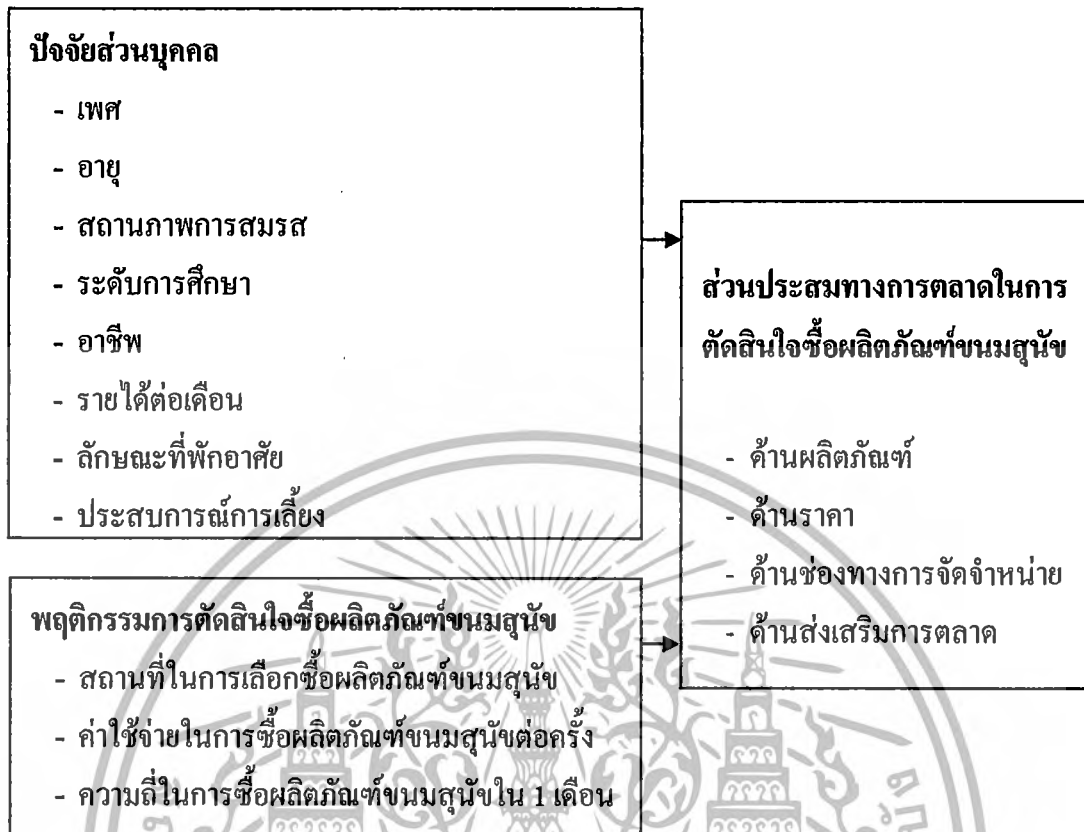 ปัจจัยส่วนบุคคล
- เพศ
- อายุ
- สถานภาพการสมรส
- ระดับการศึกษา
- อาชีพ
- รายได้ต่อเดือน
- ลักษณะที่พักอาศัย
- ประสบการณ์การเลี้ยง
พฤติกรรมการตัดสินใจซื้อผลิตภัณฑ์ขนมสุนัข
- สถานที่ในการเลือกซื้อผลิตภัณฑ์ขนมสุนัข
- ค่าใช้จ่ายในการซื้อผลิตภัณฑ์ขนมสุนัขต่อครั้ง
- ความถี่ในการซื้อผลิตภัณฑ์ขนมสุนัขใน 1 เดือน
ส่วนประสมทางการตลาดในการ
ตัดสินใจซื้อผลิตภัณฑ์ขนมสุนัข
- ด้านผลิตภัณฑ์
- ด้านราคา
- ด้านช่องทางการจัดจำหน่าย
- ด้านส่งเสริมการตลาด